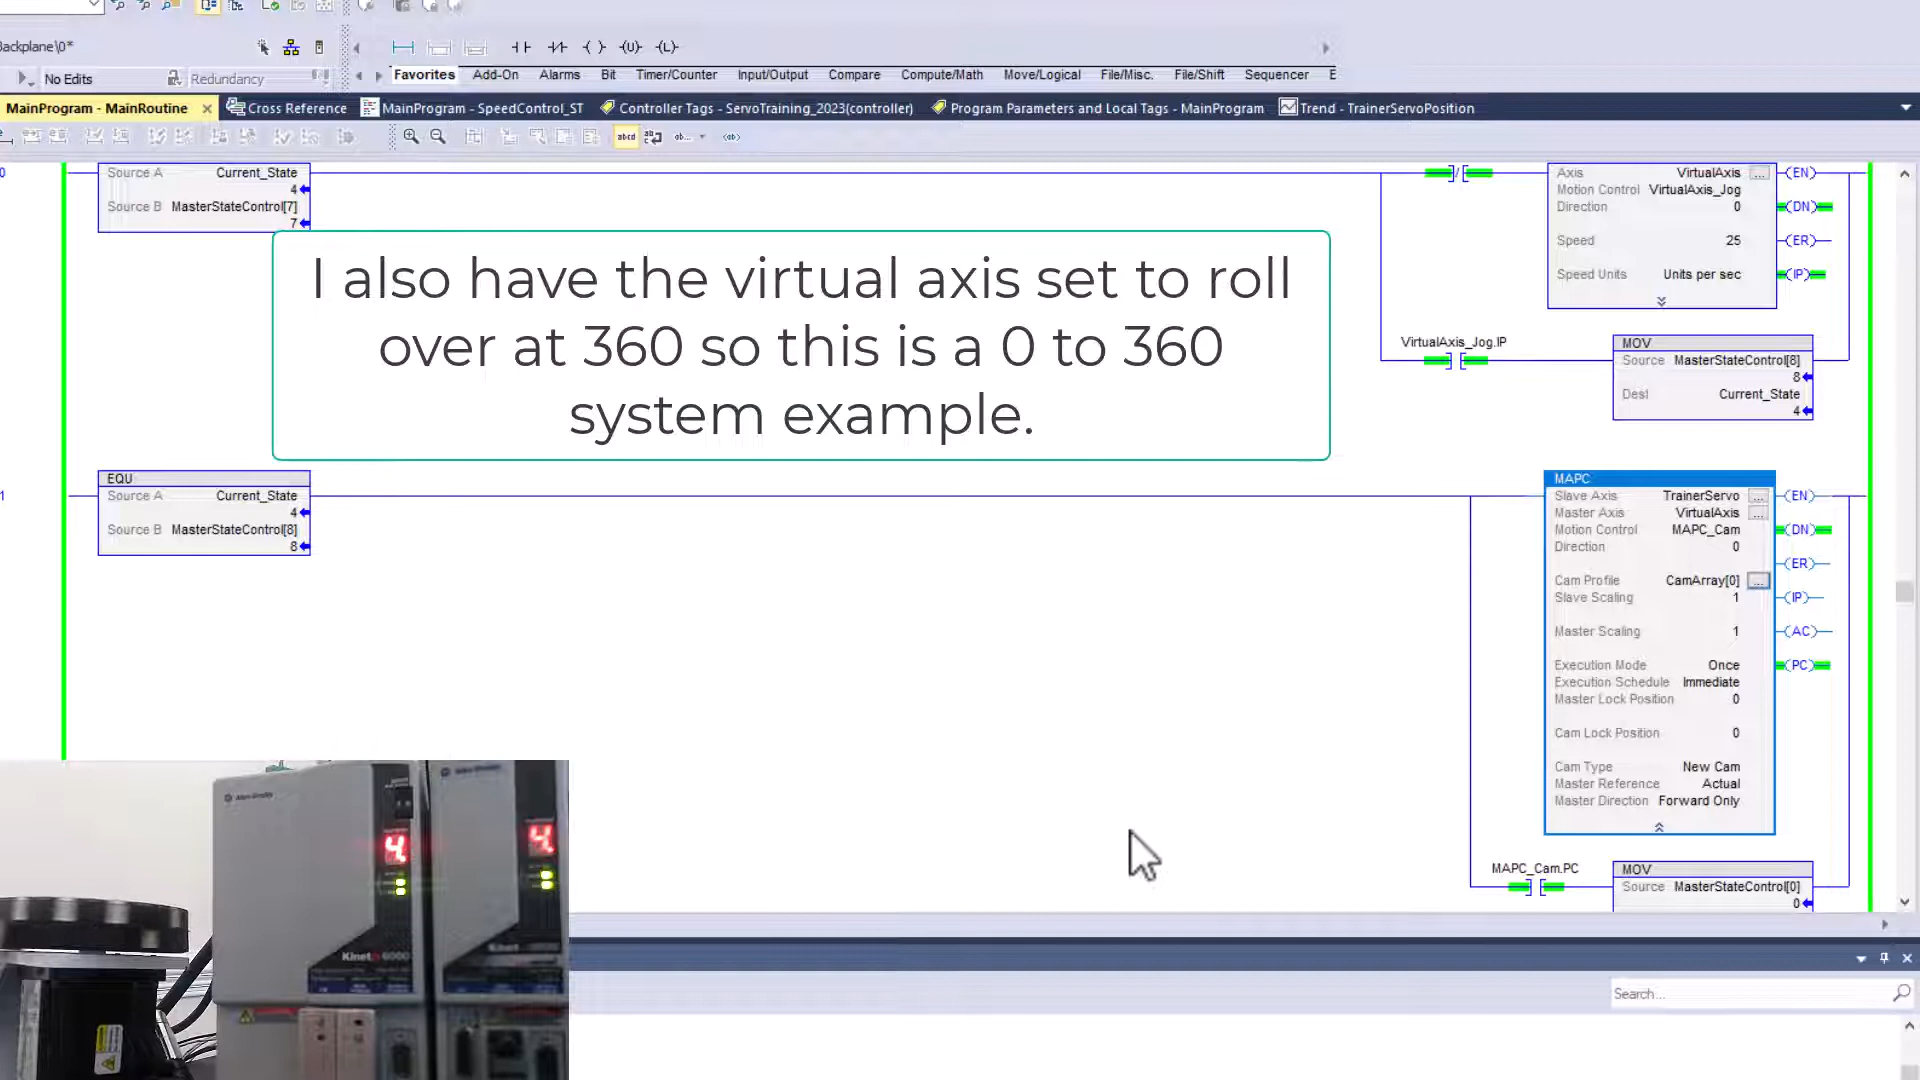 Backplane\0*
No Edits
Redundancy
(U) (L)
Favorites Add-On Alarms Bit Timer/Counter Input/Output Compare Compute/Math Move/Logical File/Misc. File/Shift Sequencer E
MainProgram - MainRoutine × Cross Reference MainProgram - SpeedControl_ST Controller Tags - ServoTraining_2023(controller) Program Parameters and Local Tags - MainProgram Trend - TrainerServoPosition
abcd ab...
0
Source A Current_State
4
Source B MasterStateControl[7]
7
Axis VirtualAxis ... (EN)
Motion Control VirtualAxis_Jog
Direction 0 (DN)
Speed 25 (ER)
Speed Units Units per sec (IP)
I also have the virtual axis set to roll
over at 360 so this is a 0 to 360
system example.
VirtualAxis_Jog.IP
MOV
Source MasterStateControl[8]
8
Dest Current_State
4
1
EQU
Source A Current_State
4
Source B MasterStateControl[8]
8
MAPC
Slave Axis TrainerServo ... (EN)
Master Axis VirtualAxis ...
Motion Control MAPC_Cam (DN)
Direction 0
(ER)
Cam Profile CamArray[0] ...
Slave Scaling 1 (IP)
Master Scaling 1 (AC)
Execution Mode Once (PC)
Execution Schedule Immediate
Master Lock Position 0
Cam Lock Position 0
Cam Type New Cam
Master Reference Actual
Master Direction Forward Only
MAPC_Cam.PC
MOV
Source MasterStateControl[0]
0
4.
4.
Search...